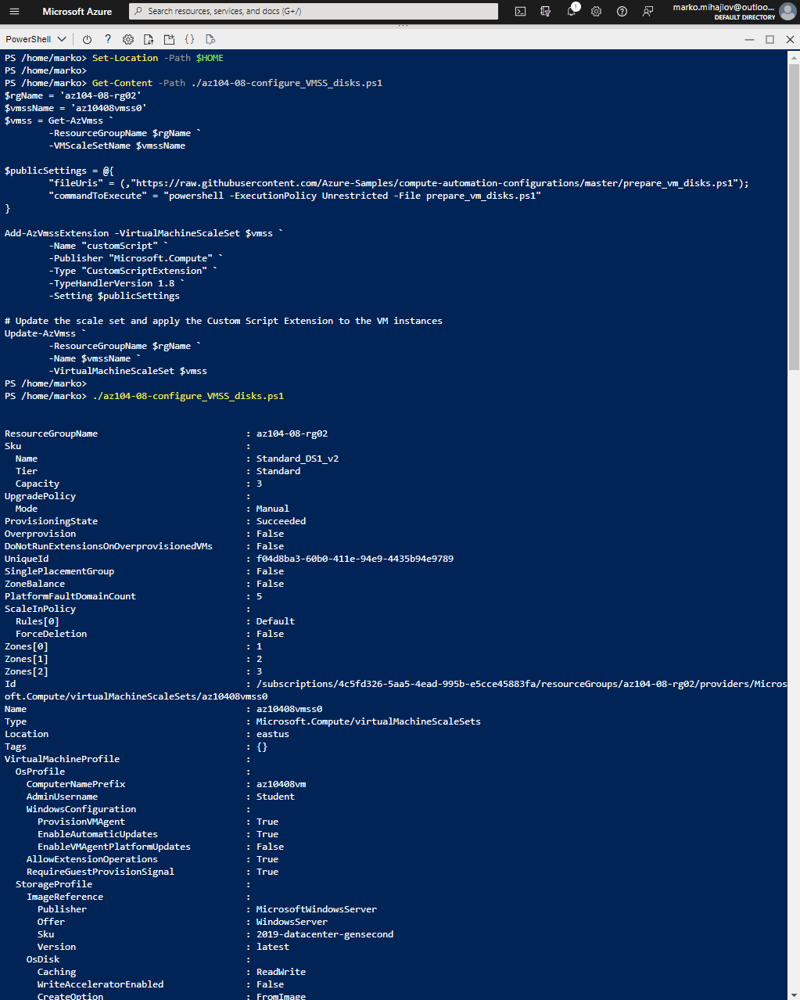 Microsoft Azure
Search resources, services, and docs (G+/)
1
marko.mihajlov@outloo...
DEFAULT DIRECTORY
PowerShell
PS /home/marko> Set-Location -Path $HOME
PS /home/marko>
PS /home/marko> Get-Content -Path ./az104-08-configure_VMSS_disks.ps1
$rgName = 'az104-08-rg02'
$vmssName = 'az10408vmss0'
$vmss = Get-AzVmss `
        -ResourceGroupName $rgName `
        -VMScaleSetName $vmssName

$publicSettings = @{
        "fileUris" = (,"https://raw.githubusercontent.com/Azure-Samples/compute-automation-configurations/master/prepare_vm_disks.ps1");
        "commandToExecute" = "powershell -ExecutionPolicy Unrestricted -File prepare_vm_disks.ps1"
}

Add-AzVmssExtension -VirtualMachineScaleSet $vmss `
        -Name "customScript" `
        -Publisher "Microsoft.Compute" `
        -Type "CustomScriptExtension" `
        -TypeHandlerVersion 1.8 `
        -Setting $publicSettings

# Update the scale set and apply the Custom Script Extension to the VM instances
Update-AzVmss `
        -ResourceGroupName $rgName `
        -Name $vmssName `
        -VirtualMachineScaleSet $vmss
PS /home/marko>
PS /home/marko> ./az104-08-configure_VMSS_disks.ps1

ResourceGroupName : az104-08-rg02
Sku :
  Name : Standard_DS1_v2
  Tier : Standard
  Capacity : 3
UpgradePolicy :
  Mode : Manual
ProvisioningState : Succeeded
Overprovision : False
DoNotRunExtensionsOnOverprovisionedVMs : False
UniqueId : f04d8ba3-60b0-411e-94e9-4435b94e9789
SinglePlacementGroup : False
ZoneBalance : False
PlatformFaultDomainCount : 5
ScaleInPolicy :
  Rules[0] : Default
  ForceDeletion : False
Zones[0] : 1
Zones[1] : 2
Zones[2] : 3
Id : /subscriptions/4c5fd326-5aa5-4ead-995b-e5cce45883fa/resourceGroups/az104-08-rg02/providers/Micros
oft.Compute/virtualMachineScaleSets/az10408vmss0
Name : az10408vmss0
Type : Microsoft.Compute/virtualMachineScaleSets
Location : eastus
Tags : {}
VirtualMachineProfile :
  OsProfile :
    ComputerNamePrefix : az10408vm
    AdminUsername : Student
    WindowsConfiguration :
      ProvisionVMAgent : True
      EnableAutomaticUpdates : True
      EnableVMAgentPlatformUpdates : False
    AllowExtensionOperations : True
    RequireGuestProvisionSignal : True
  StorageProfile :
    ImageReference :
      Publisher : MicrosoftWindowsServer
      Offer : WindowsServer
      Sku : 2019-datacenter-gensecond
      Version : latest
    OsDisk :
      Caching : ReadWrite
      WriteAcceleratorEnabled : False
      CreateOption : FromImage